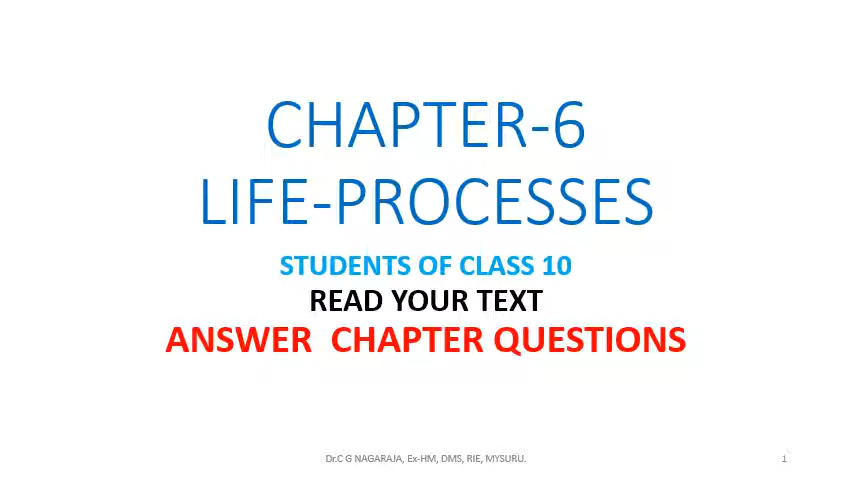 CHAPTER-6
LIFE-PROCESSES
STUDENTS OF CLASS 10
READ YOUR TEXT
ANSWER  CHAPTER QUESTIONS
Dr.C G NAGARAJA, Ex-HM, DMS, RIE, MYSURU.
1